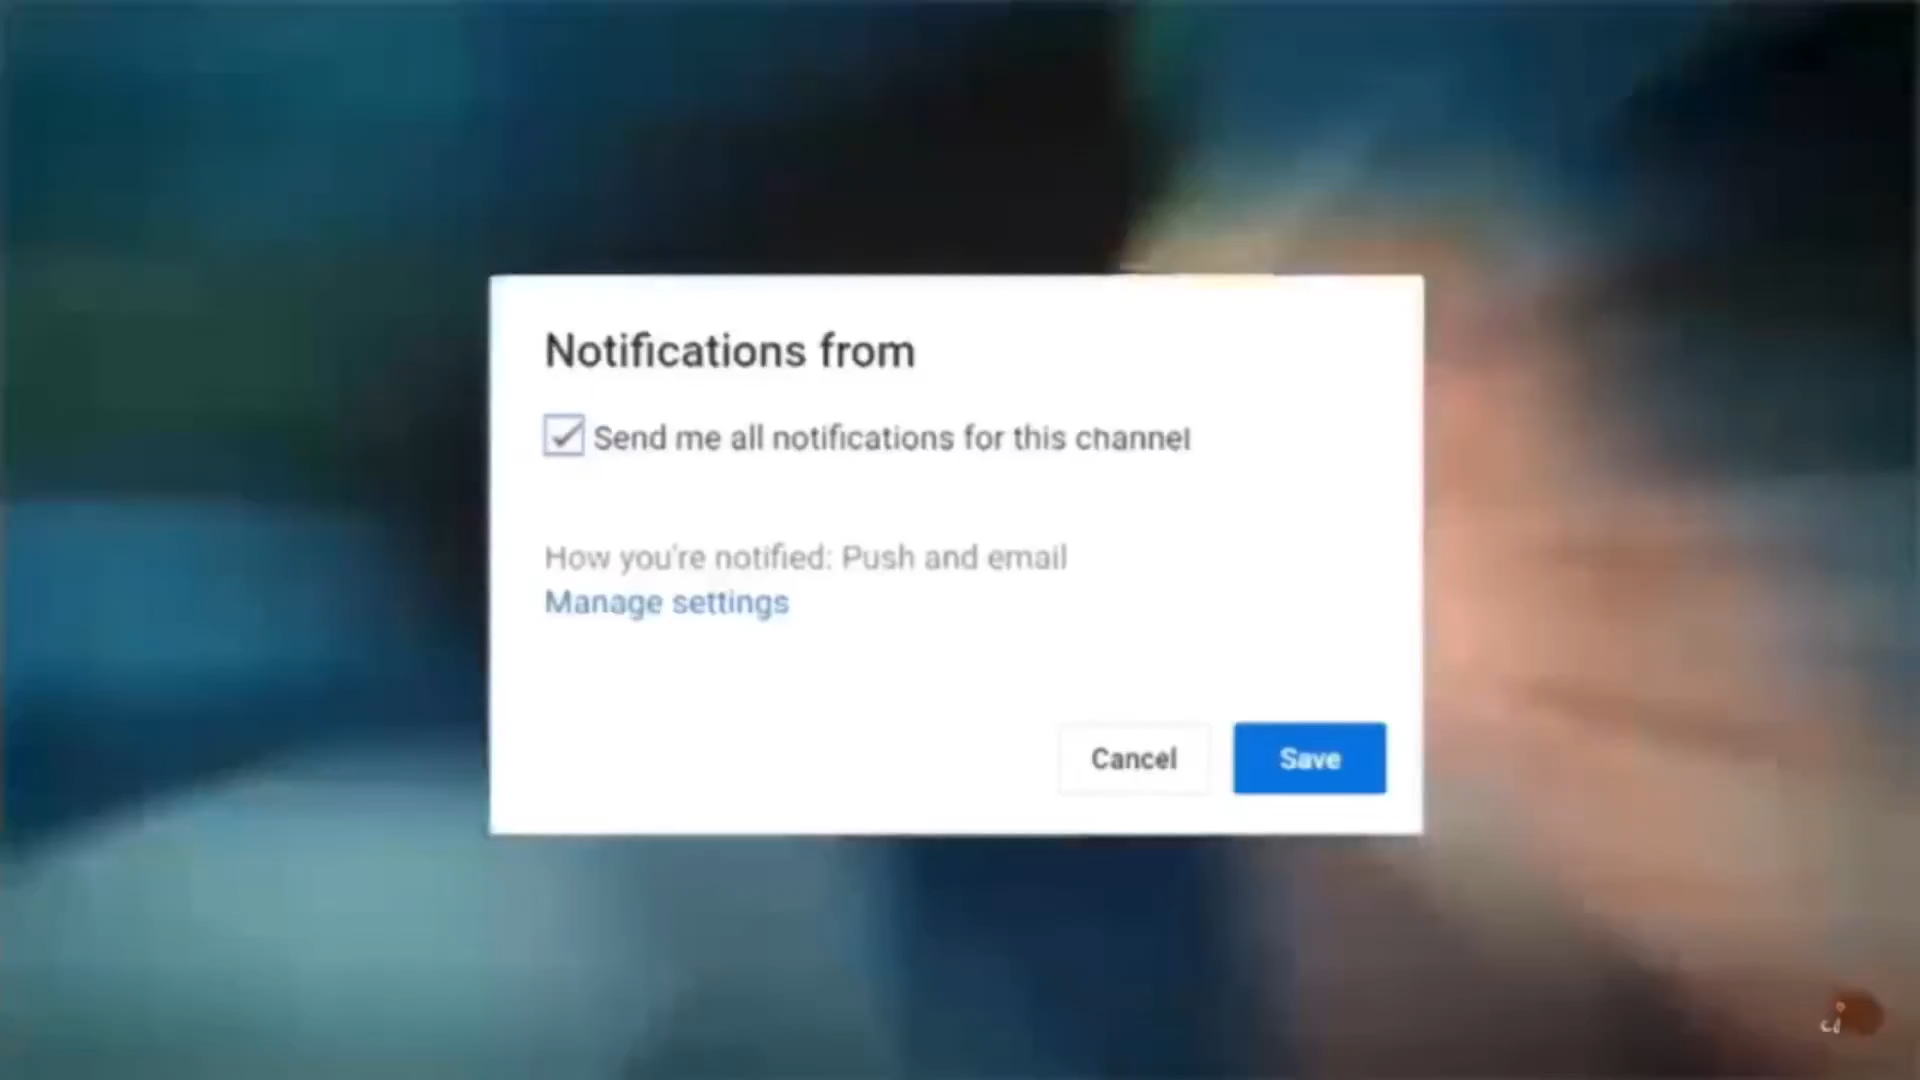 Notifications from
Send me all notifications for this channel
How you're notified: Push and email
Manage settings
Cancel
Save